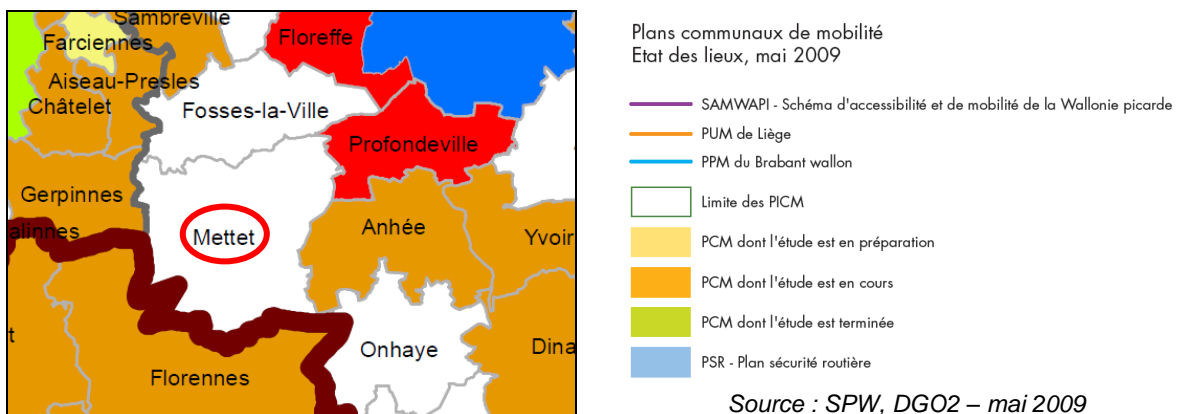 Sambreville
Farciennes
Floreffe
Aiseau-Presles
Châtelet
Fosses-la-Ville
Profondeville
Gerpinnes
alinnes
Mettet
Anhée
Yvoir
t
Onhaye
Dina
Florennes
Plans communaux de mobilité
Etat des lieux, mai 2009
SAMWAPI - Schéma d'accessibilité et de mobilité de la Wallonie picarde
PUM de Liège
PPM du Brabant wallon
Limite des PICM
PCM dont l'étude est en préparation
PCM dont l'étude est en cours
PCM dont l'étude est terminée
PSR - Plan sécurité routière
Source : SPW, DGO2 – mai 2009